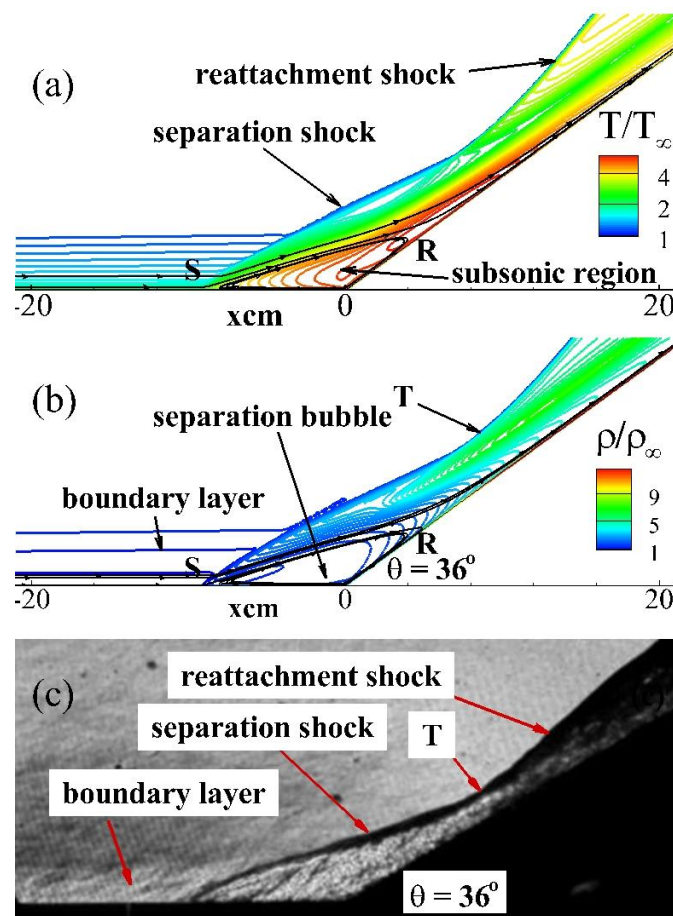 (a)
reattachment shock
separation shock
T/T∞
4
2
1
S
R
subsonic region
-20
xcm
0
20
(b)
separation bubble
T
ρ/ρ∞
boundary layer
9
5
1
S
R
θ = 36°
-20
xcm
0
20
(c)
reattachment shock
separation shock
T
boundary layer
θ = 36°